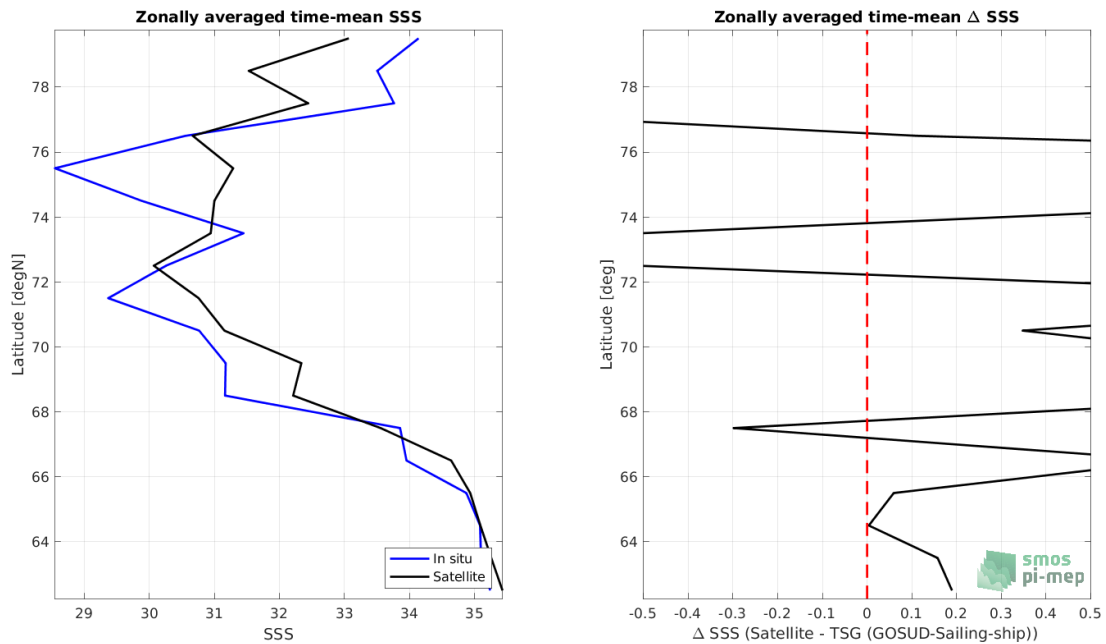 Zonally averaged time-mean SSS
Latitude [degN]
78
76
74
72
70
68
66
64
29 30 31 32 33 34 35
SSS
In situ
Satellite
Zonally averaged time-mean Δ SSS
Latitude [deg]
78
76
74
72
70
68
66
64
-0.5 -0.4 -0.3 -0.2 -0.1 0 0.1 0.2 0.3 0.4 0.5
Δ SSS (Satellite - TSG (GOSUD-Sailing-ship))
smos
pi-mep